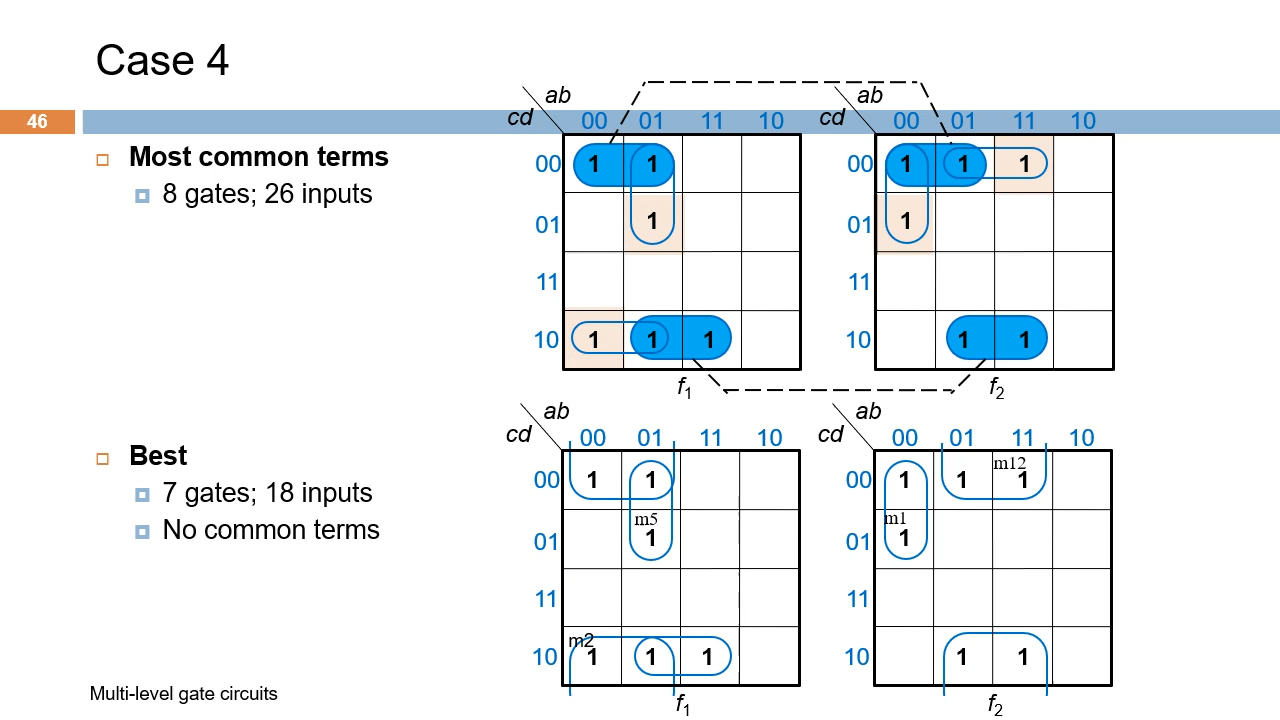 Case 4
46
Most common terms
8 gates; 26 inputs
ab
cd
00 01 11 10
00 1 1
01 1
11
10 1 1 1
f1
ab
cd
00 01 11 10
00 1 1 1
01 1
11
10 1 1
f2
Best
7 gates; 18 inputs
No common terms
ab
cd
00 01 11 10
00 1 1
m5
01 1
11
m2
10 1 1 1
f1
ab
cd
00 01 11 10
m12
00 1 1 1
m1
01 1
11
10 1 1
f2
Multi-level gate circuits